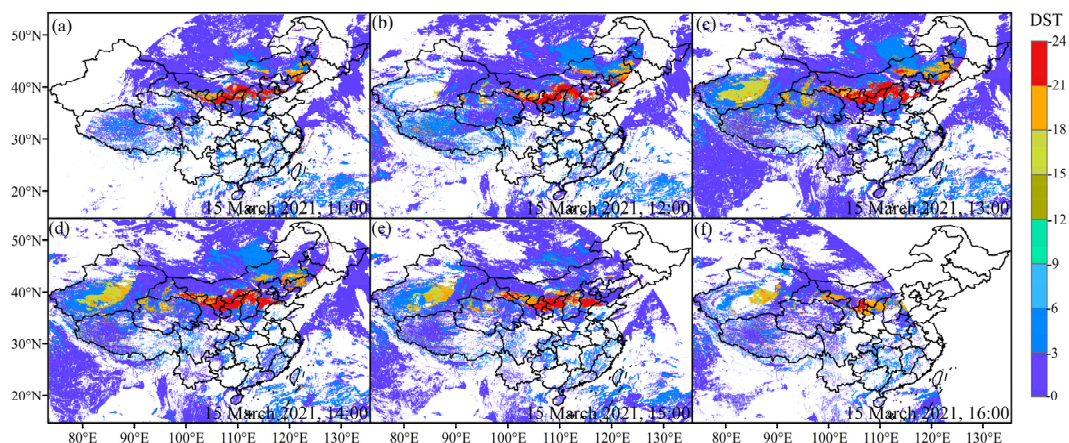 DST
(a)
(b)
(c)
50°N
40°N
30°N
20°N
15 March 2021, 11:00
15 March 2021, 12:00
15 March 2021, 13:00
24
21
18
15
12
9
6
3
0
(d)
(e)
(f)
50°N
40°N
30°N
20°N
15 March 2021, 14:00
15 March 2021, 15:00
15 March 2021, 16:00
80°E 90°E 100°E 110°E 120°E 130°E
80°E 90°E 100°E 110°E 120°E 130°E
80°E 90°E 100°E 110°E 120°E 130°E